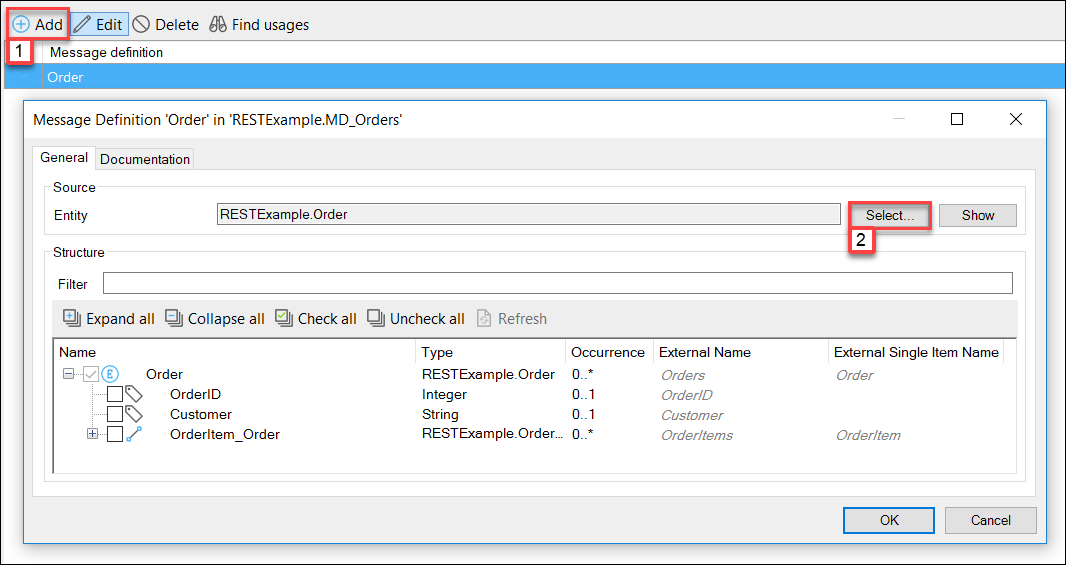 Add Edit Delete Find usages
1
Message definition
Order
Message Definition 'Order' in 'RESTExample.MD_Orders'
General Documentation
Source
Entity RESTExample.Order Select... Show
2
Structure
Filter
Expand all Collapse all Check all Uncheck all Refresh
Name Type Occurrence External Name External Single Item Name
E Order RESTExample.Order 0..* Orders Order
OrderID Integer 0..1 OrderID
Customer String 0..1 Customer
OrderItem_Order RESTExample.Order... 0..* OrderItems OrderItem
OK Cancel